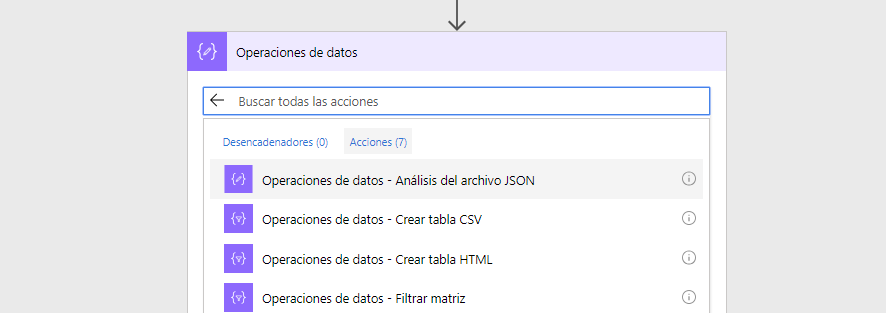 Operaciones de datos
Buscar todas las acciones
Desencadenadores (0) Acciones (7)
Operaciones de datos - Análisis del archivo JSON
Operaciones de datos - Crear tabla CSV
Operaciones de datos - Crear tabla HTML
Operaciones de datos - Filtrar matriz